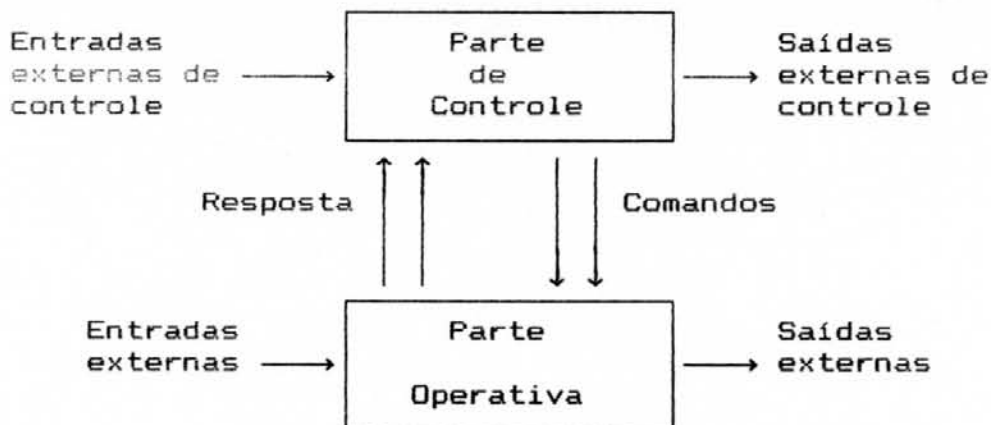 Entradas
externas de
controle
Parte
de
Controle
Saídas
externas de
controle
Resposta
Comandos
Entradas
externas
Parte
Operativa
Saídas
externas